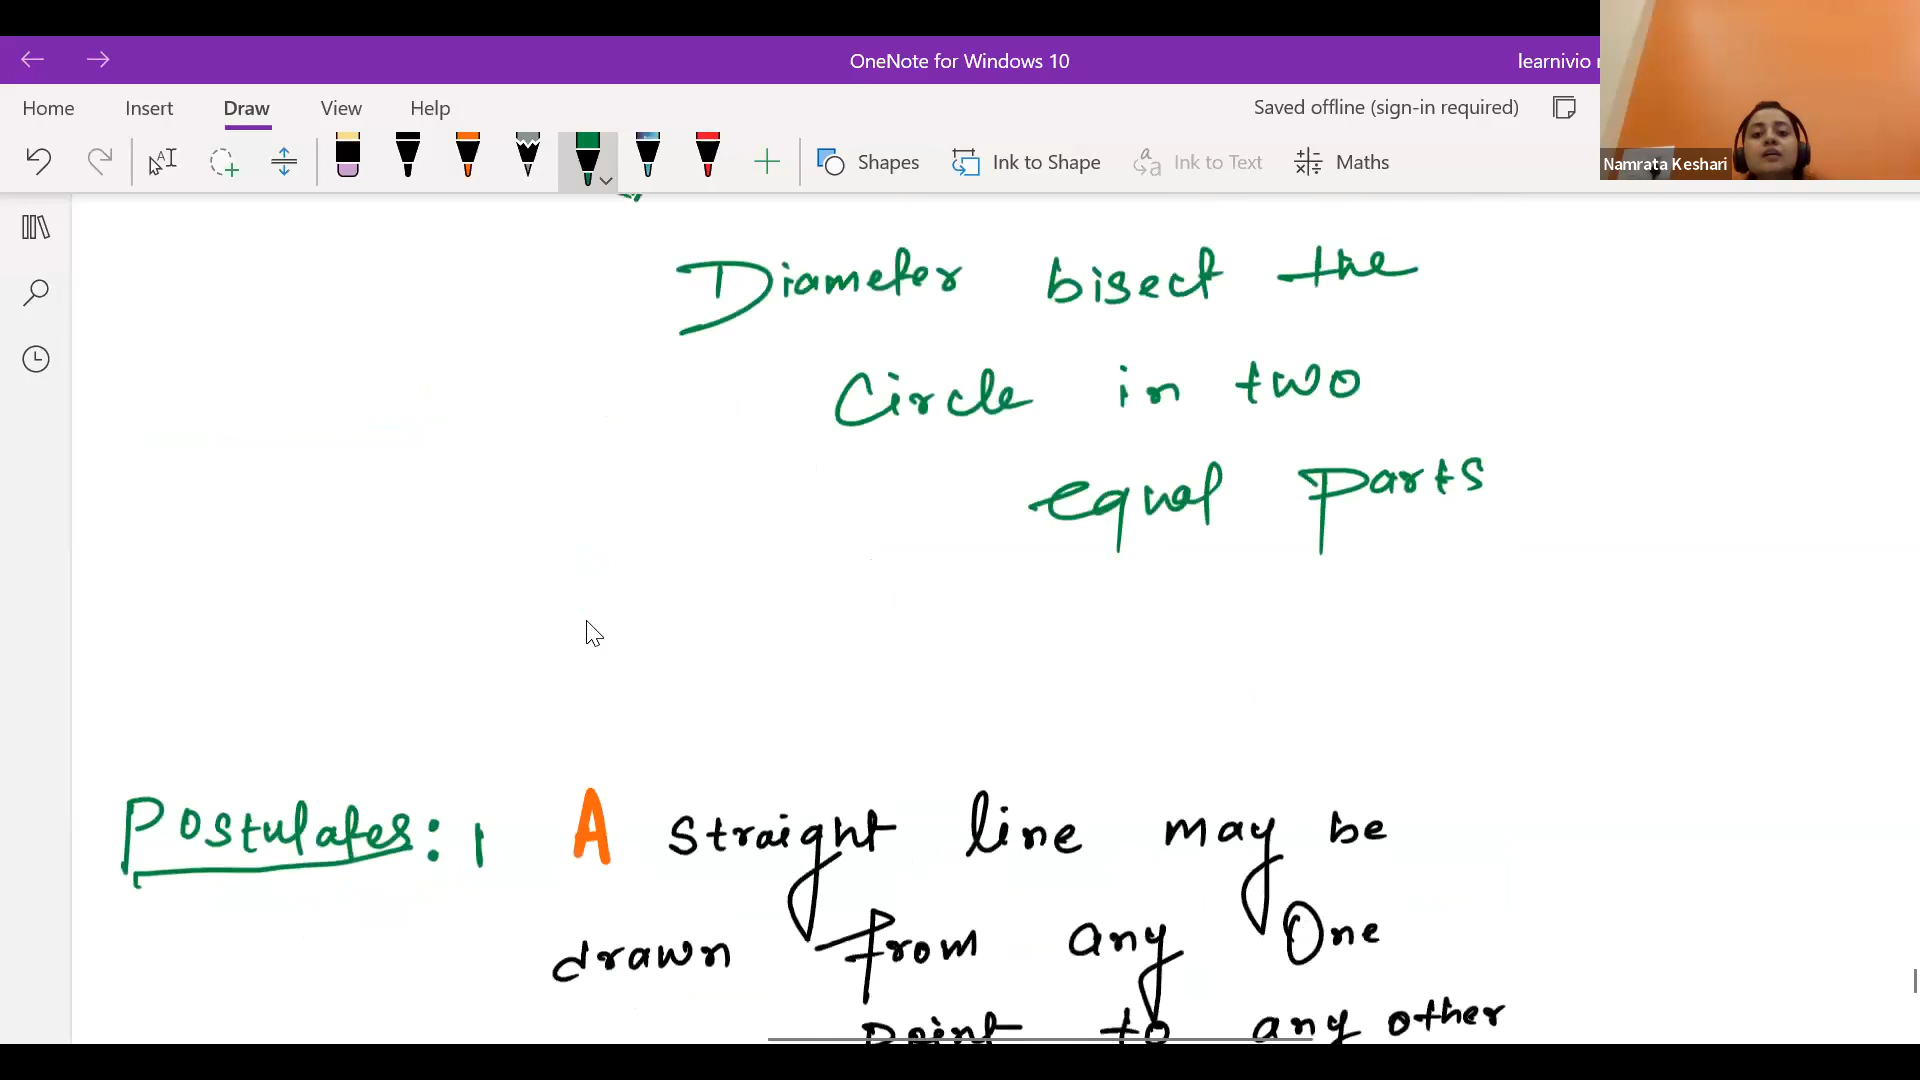 OneNote for Windows 10
learnivio
Home Insert Draw View Help
Saved offline (sign-in required)
Shapes Ink to Shape Ink to Text Maths
Namrata Keshari
Diameter bisect the
Circle in two
equal parts
Postulates: 1 A straight line may be
drawn from any One
point to any other